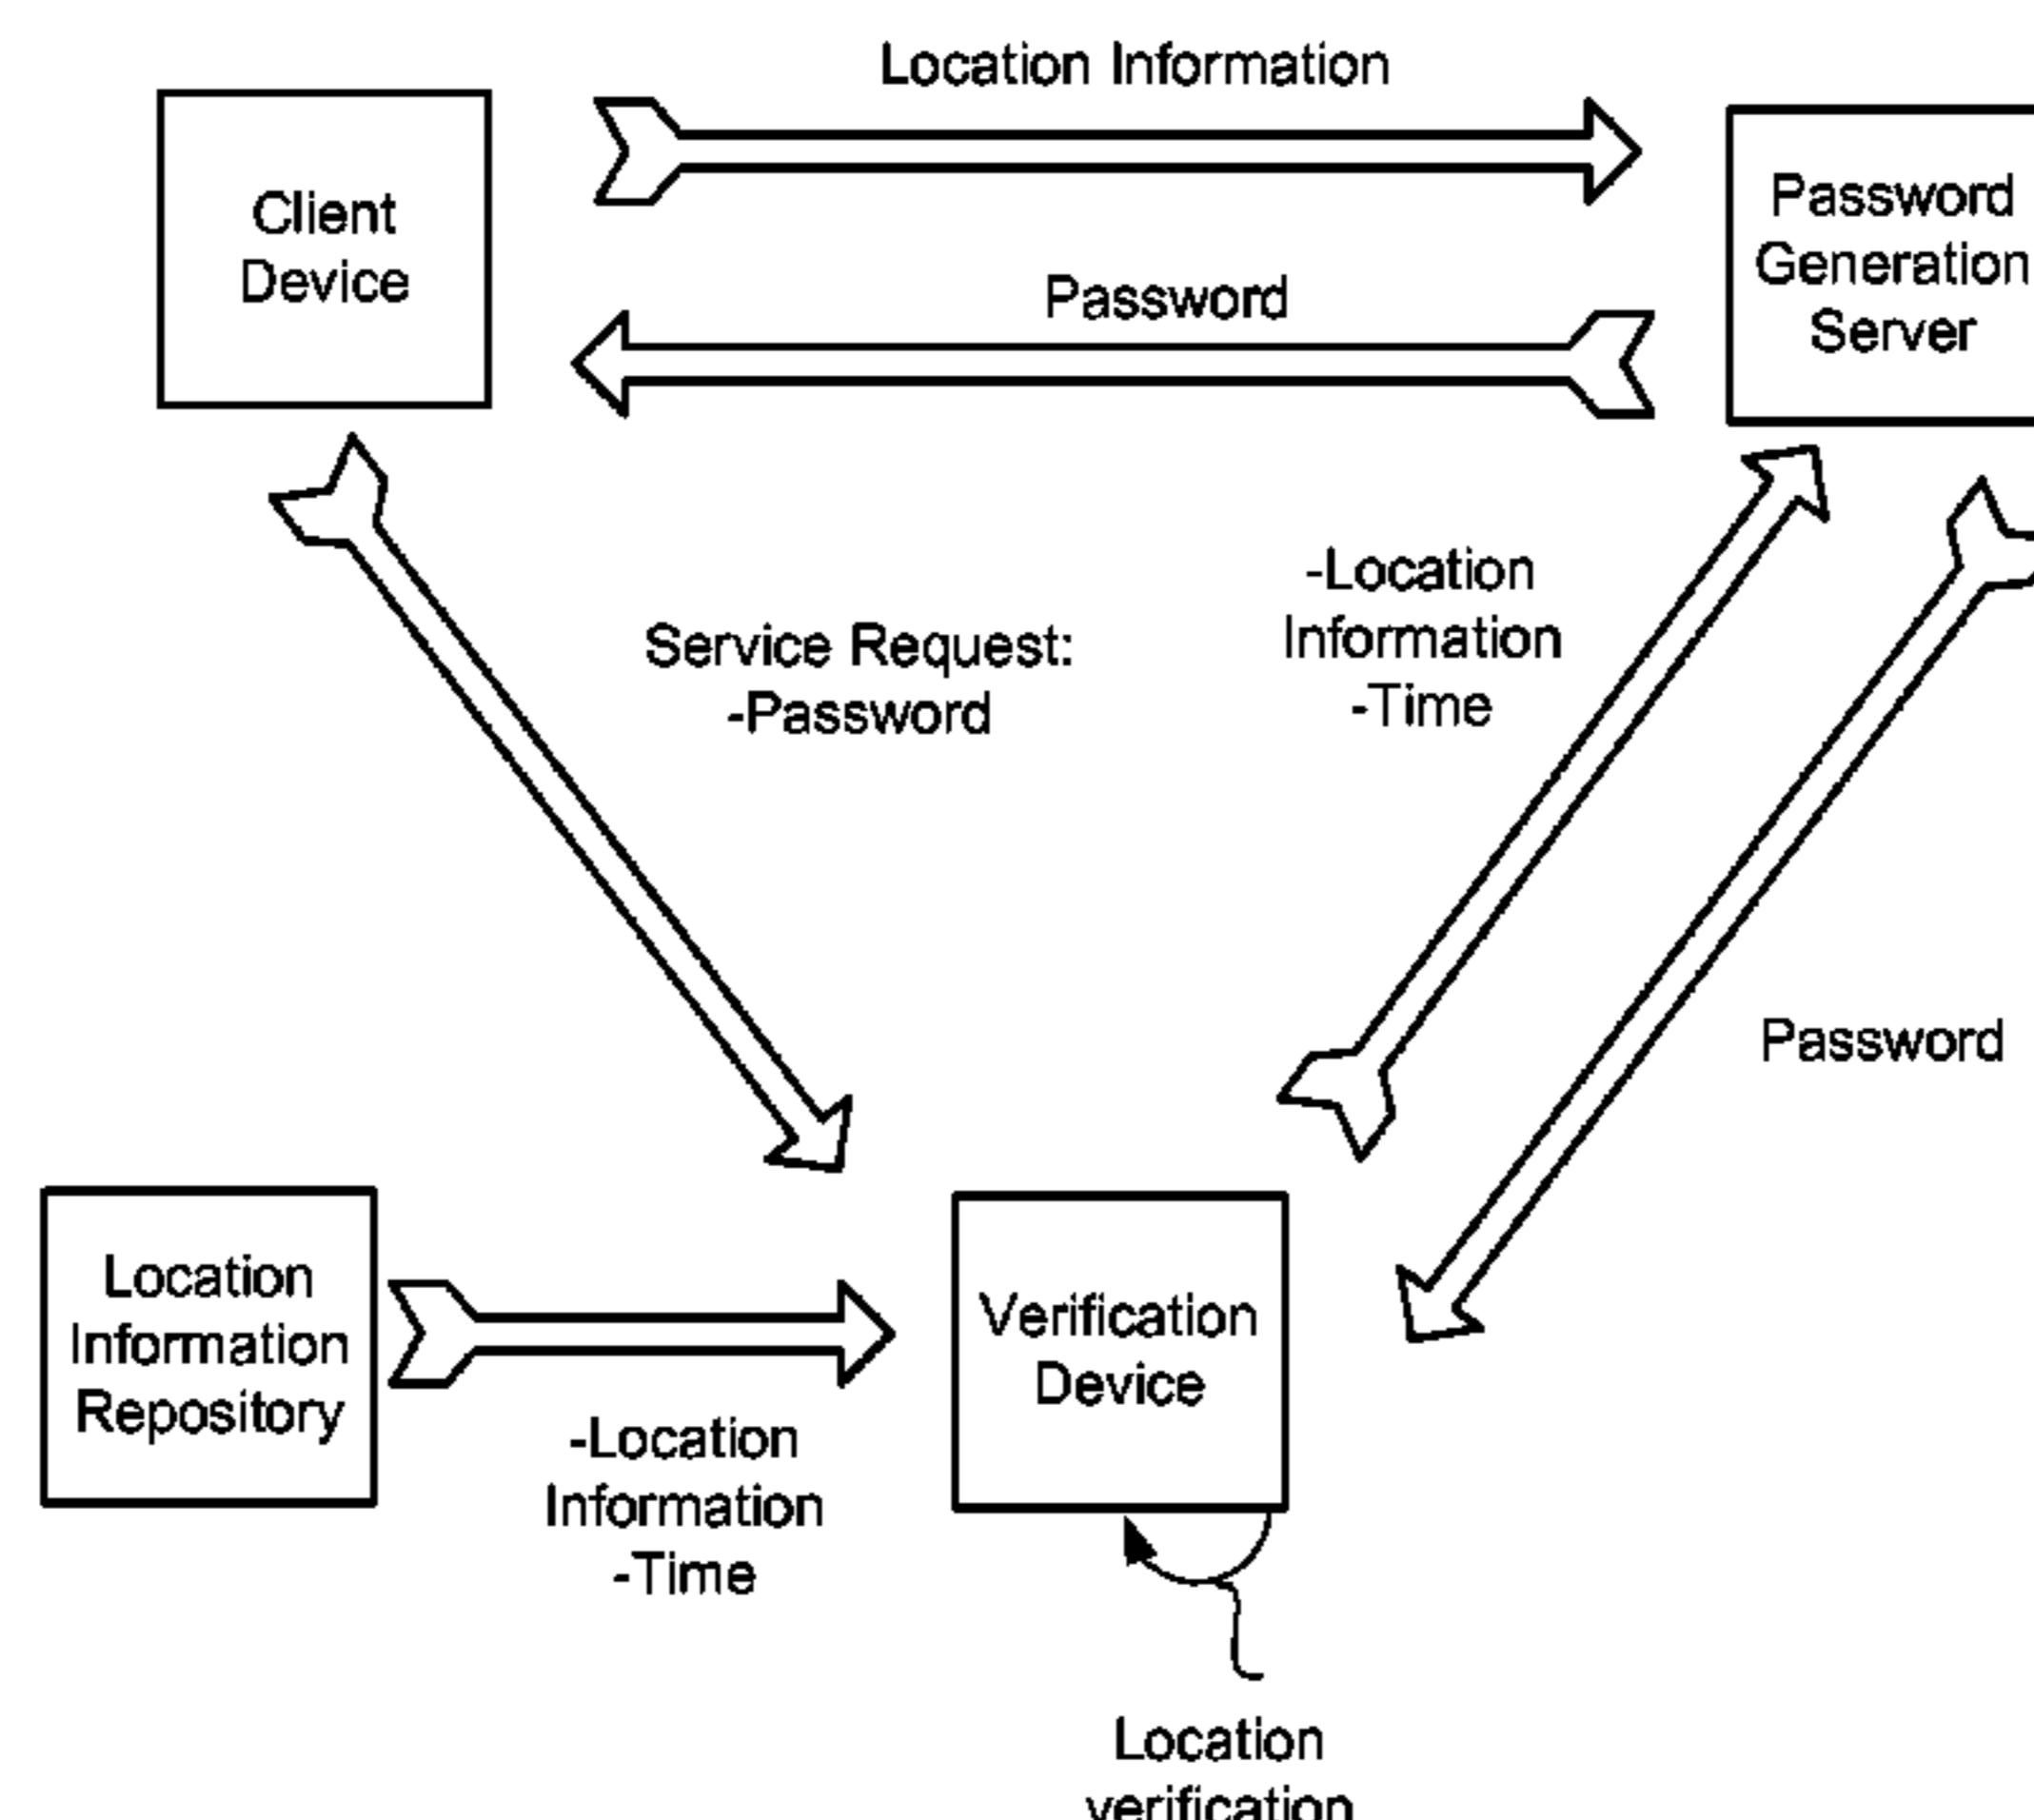 Location Information
Client
Device
Password
Generation
Server
Password
-Location
Information
-Time
Service Request:
-Password
Password
Location
Information
Repository
Verification
Device
-Location
Information
-Time
Location
verification